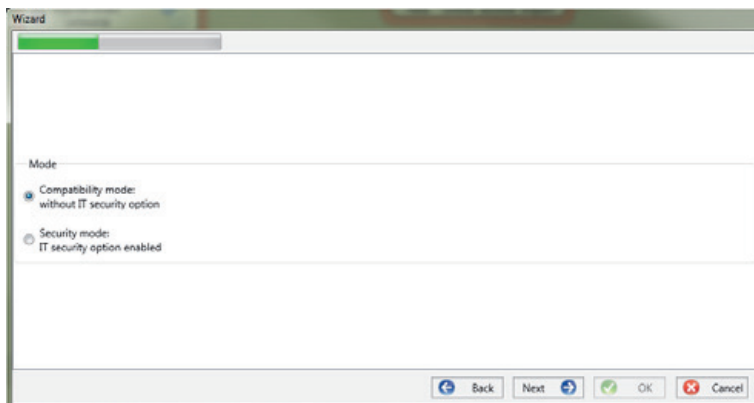 Wizard
Mode
Compatibility mode:
without IT security option
Security mode:
IT security option enabled
Back Next OK Cancel